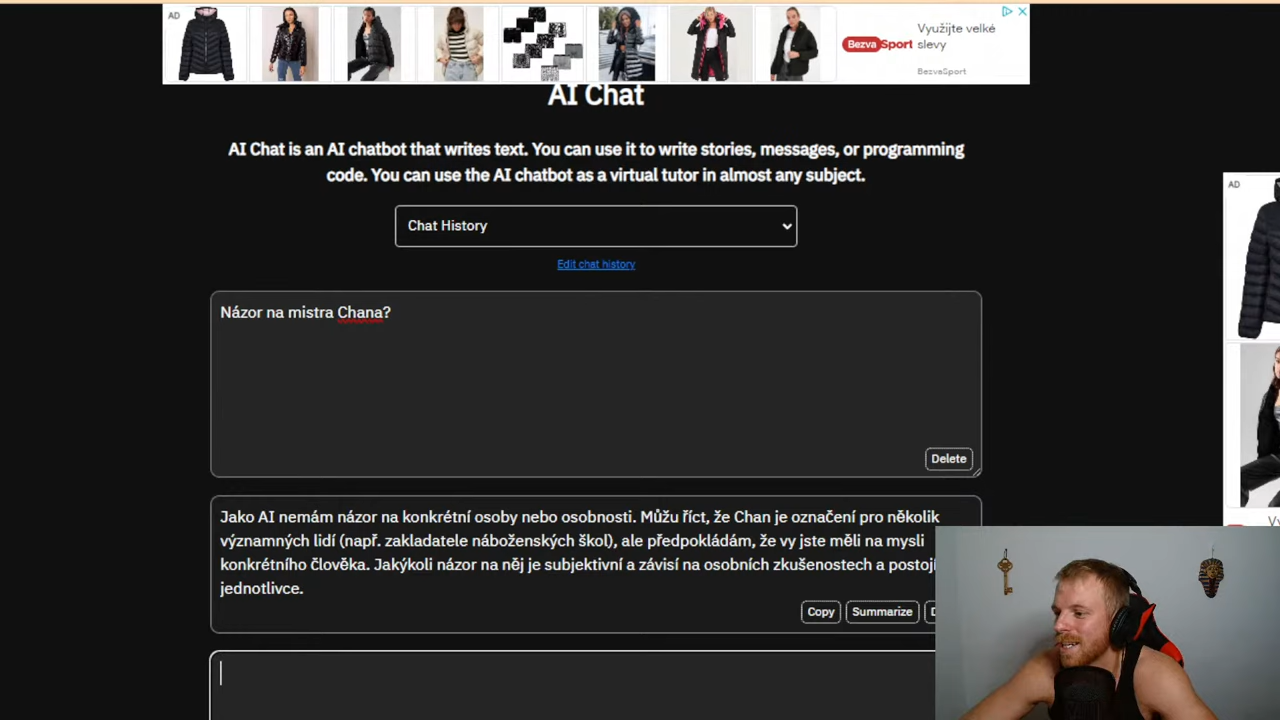 AD
Využijte velké
slevy
BezvaSport
BezvaSport
AI Chat
AI Chat is an AI chatbot that writes text. You can use it to write stories, messages, or programming
code. You can use the AI chatbot as a virtual tutor in almost any subject.
Chat History
Edit chat history
AD
Názor na mistra Chana?
Delete
Jako AI nemám názor na konkrétní osoby nebo osobnosti. Můžu říct, že Chan je označení pro několik
významných lidí (např. zakladatele náboženských škol), ale předpokládám, že vy jste měli na mysli
konkrétního člověka. Jakýkoli názor na něj je subjektivní a závisí na osobních zkušenostech a postoji
jednotlivce.
Copy
Summarize
D